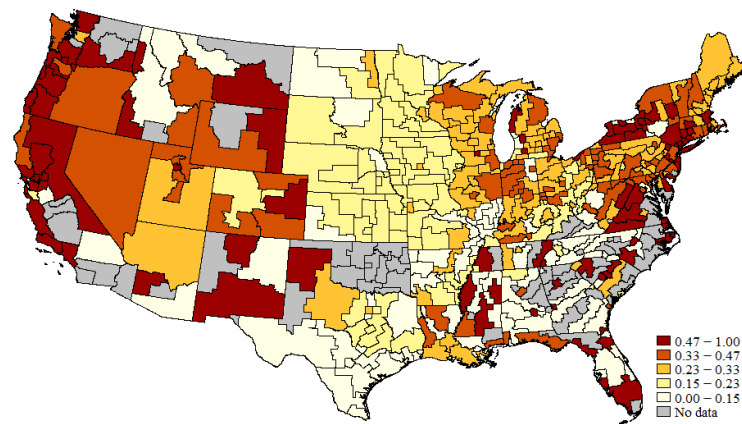 0.47 – 1.00
0.33 – 0.47
0.23 – 0.33
0.15 – 0.23
0.00 – 0.15
No data